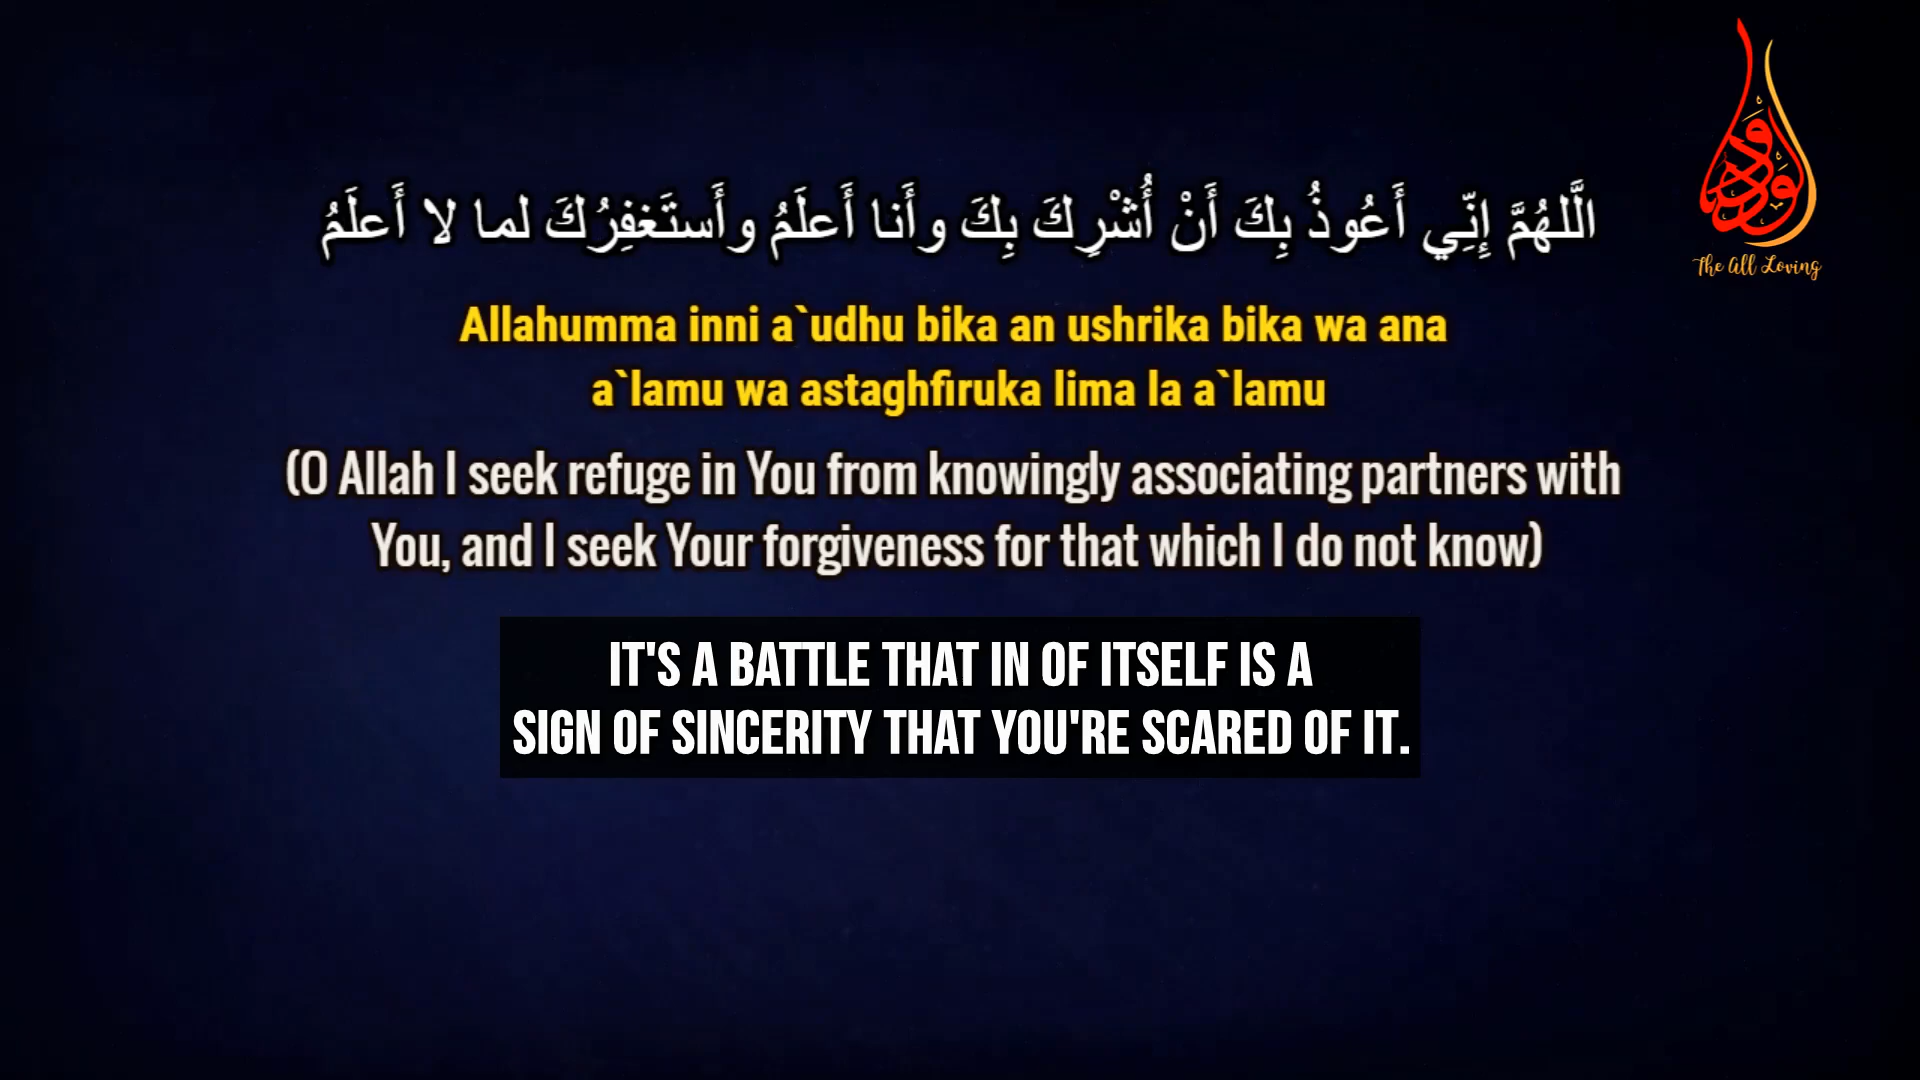 الَّلهُمَّ إِنِّي أَعُوذُ بِكَ أَنْ أُشْرِكَ بِكَ وأَنا أَعلَمُ وأَستَغفِرُكَ لما لا أَعلَمُ
Allahumma inni a`udhu bika an ushrika bika wa ana
a`lamu wa astaghfiruka lima la a`lamu
(O Allah I seek refuge in You from knowingly associating partners with
You, and I seek Your forgiveness for that which I do not know)
IT'S A BATTLE THAT IN OF ITSELF IS A
SIGN OF SINCERITY THAT YOU'RE SCARED OF IT.
The All Loving